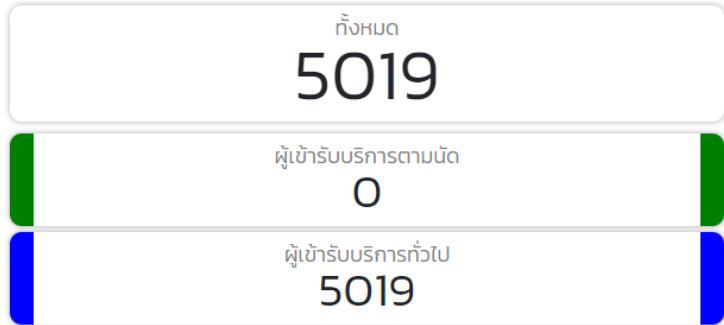 ทั้งหมด
5019
ผู้เข้ารับบริการตามนัด
0
ผู้เข้ารับบริการทั่วไป
5019